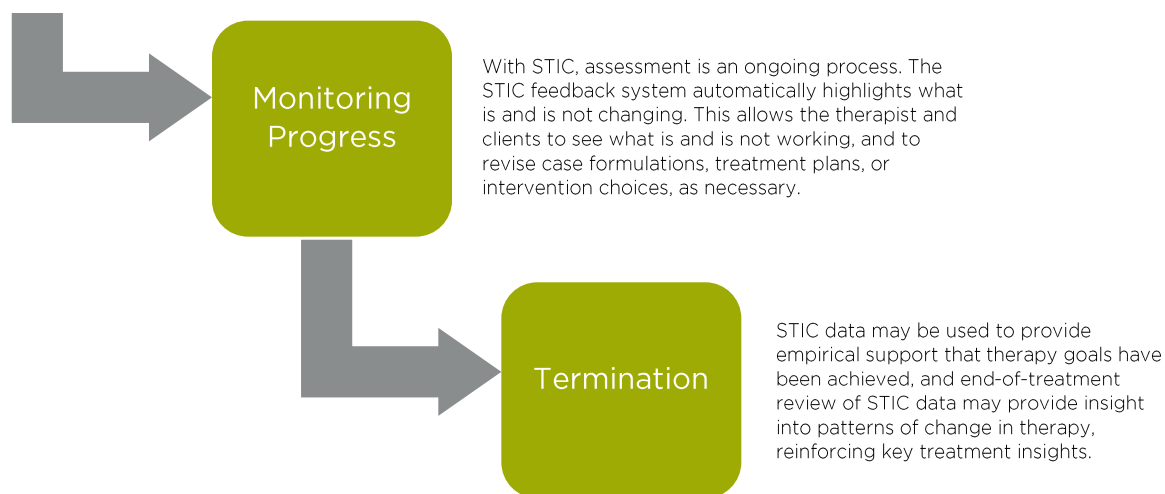 Monitoring
Progress
With STIC, assessment is an ongoing process. The
STIC feedback system automatically highlights what
is and is not changing. This allows the therapist and
clients to see what is and is not working, and to
revise case formulations, treatment plans, or
intervention choices, as necessary.
Termination
STIC data may be used to provide
empirical support that therapy goals have
been achieved, and end-of-treatment
review of STIC data may provide insight
into patterns of change in therapy,
reinforcing key treatment insights.